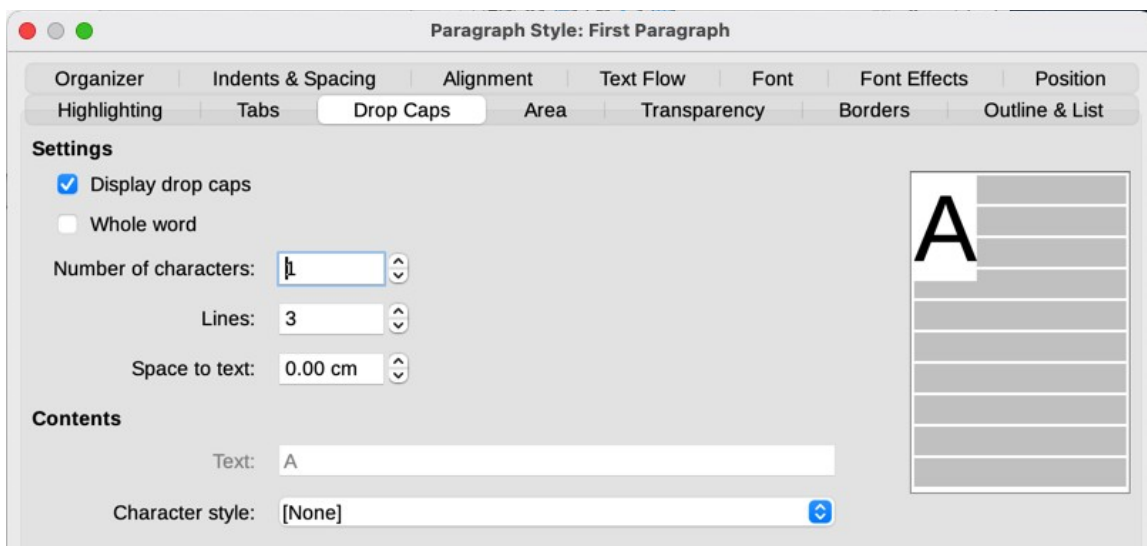 Paragraph Style: First Paragraph
Organizer Indents & Spacing Alignment Text Flow Font Font Effects Position
Highlighting Tabs Drop Caps Area Transparency Borders Outline & List
Settings
Display drop caps
Whole word
Number of characters: 1
Lines: 3
Space to text: 0.00 cm
Contents
Text: A
Character style: [None]
A